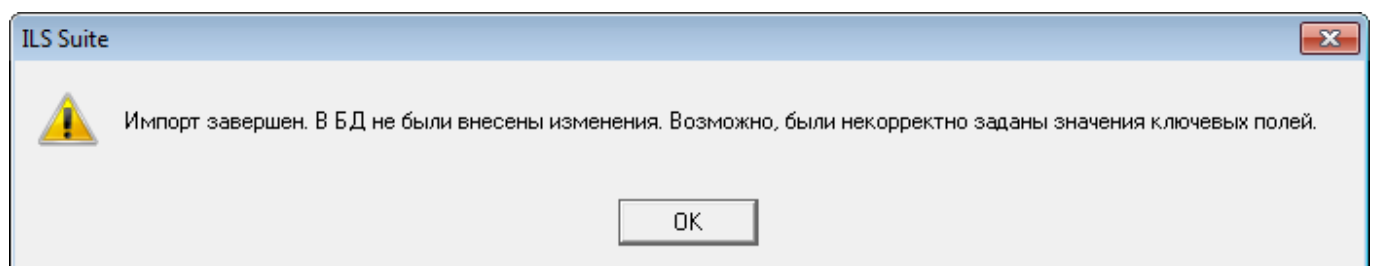 ILS Suite
Импорт завершен. В БД не были внесены изменения. Возможно, были некорректно заданы значения ключевых полей.
OK